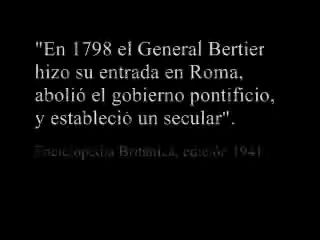 "En 1798 el General Bertier
hizo su entrada en Roma,
abolió el gobierno pontificio,
y estableció un secular".
Enciclopedia Británica, edición 1941